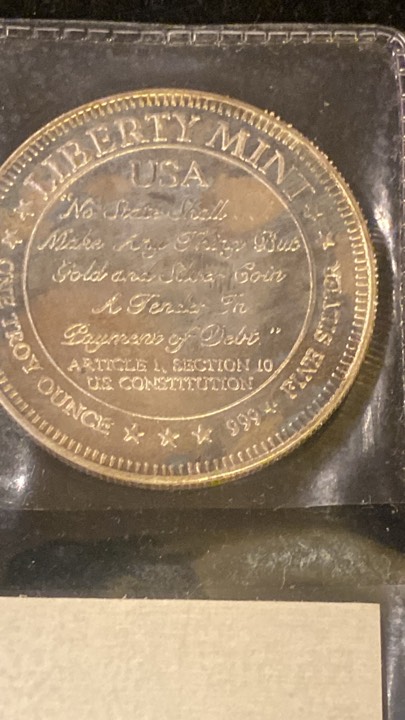 ★ ★ LIBERTY MINT ★ ★
USA
"No State Shall
Make Any Thing But
Gold and Silver Coin
A Tender In
Payment of Debt."
ARTICLE 1, SECTION 10
U.S. CONSTITUTION
ONE TROY OUNCE ★ ★ ★ .999+ FINE SILVER